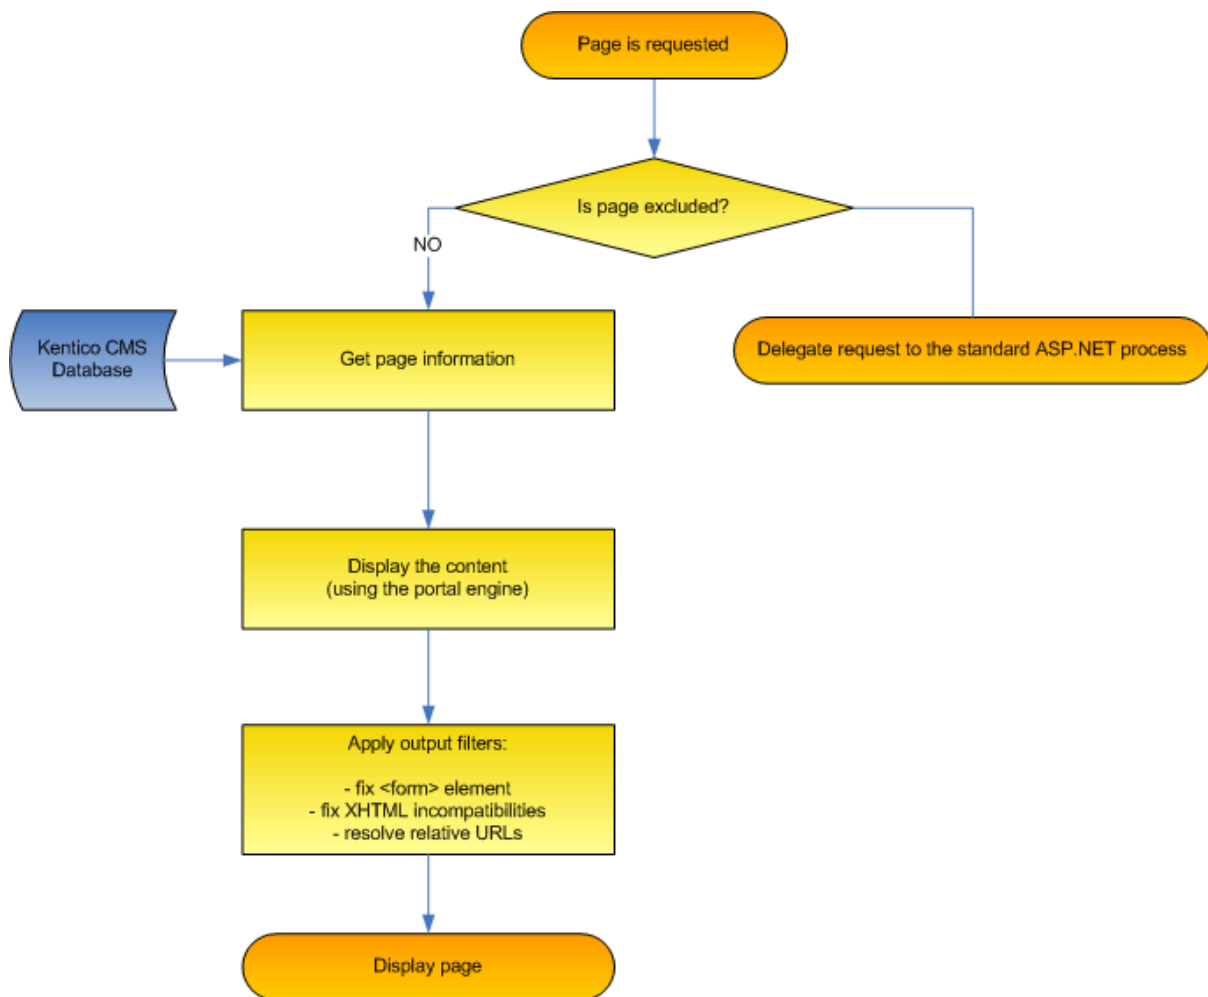 Page is requested
Is page excluded?
NO
Kentico CMS
Database
Get page information
Delegate request to the standard ASP.NET process
Display the content
(using the portal engine)
Apply output filters:
- fix <form> element
- fix XHTML incompatibilities
- resolve relative URLs
Display page